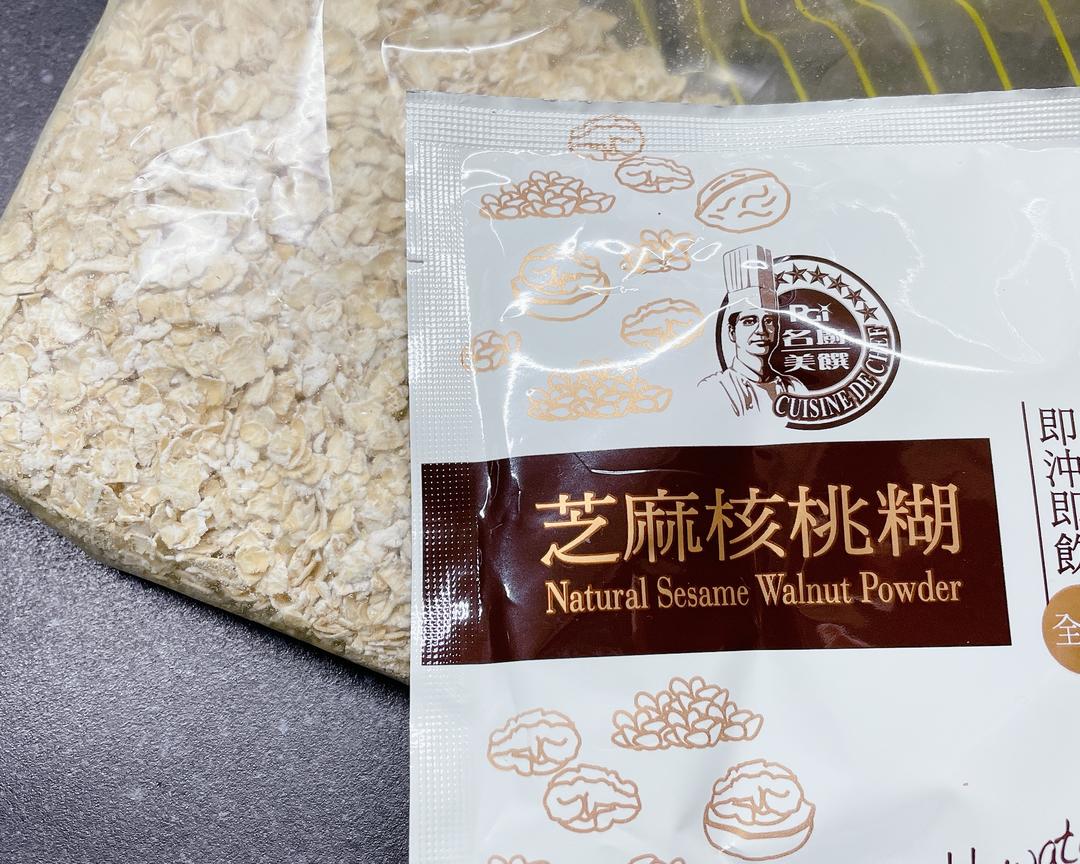 名廚
美饌
CUISINE DE CHEF
芝麻核桃糊
Natural Sesame Walnut Powder
即沖即飲
全